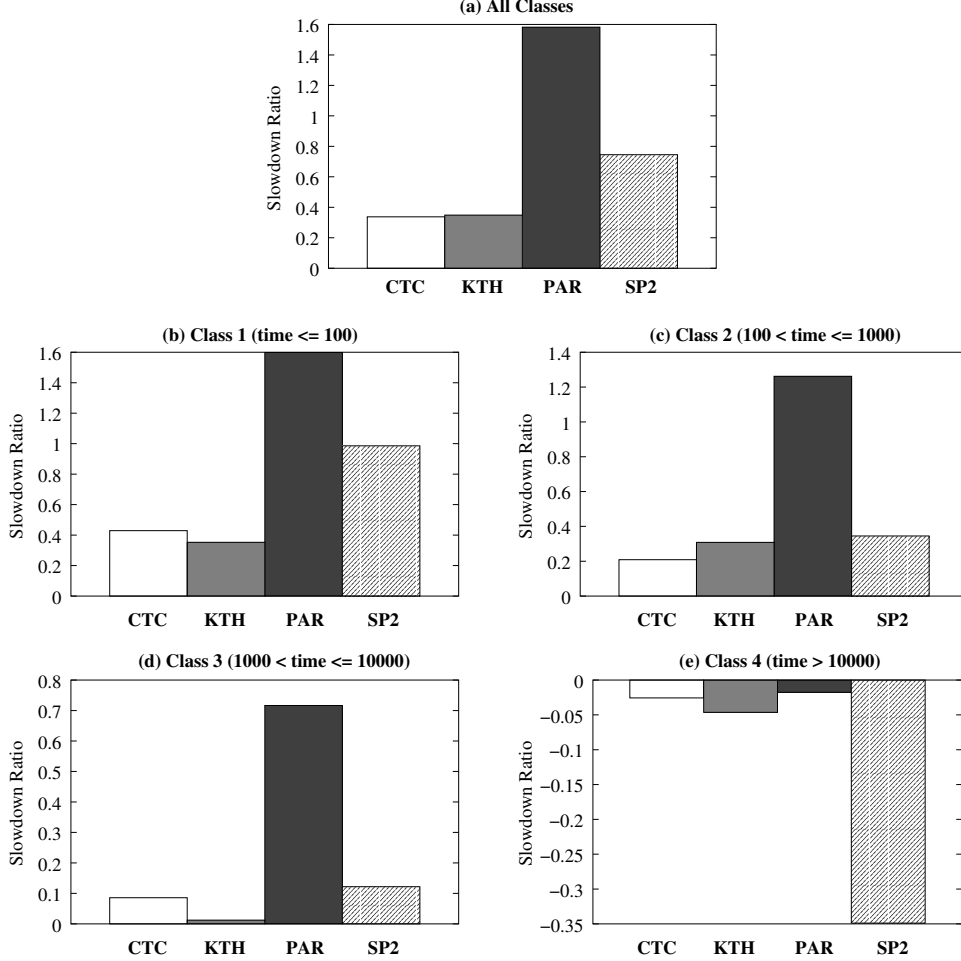 (a) All Classes
Slowdown Ratio
1.6
1.4
1.2
1
0.8
0.6
0.4
0.2
0
CTC KTH PAR SP2
(b) Class 1 (time <= 100)
Slowdown Ratio
1.6
1.4
1.2
1
0.8
0.6
0.4
0.2
0
CTC KTH PAR SP2
(c) Class 2 (100 < time <= 1000)
Slowdown Ratio
1.4
1.2
1
0.8
0.6
0.4
0.2
0
CTC KTH PAR SP2
(d) Class 3 (1000 < time <= 10000)
Slowdown Ratio
0.8
0.7
0.6
0.5
0.4
0.3
0.2
0.1
0
CTC KTH PAR SP2
(e) Class 4 (time > 10000)
Slowdown Ratio
0
−0.05
−0.1
−0.15
−0.2
−0.25
−0.3
−0.35
CTC KTH PAR SP2